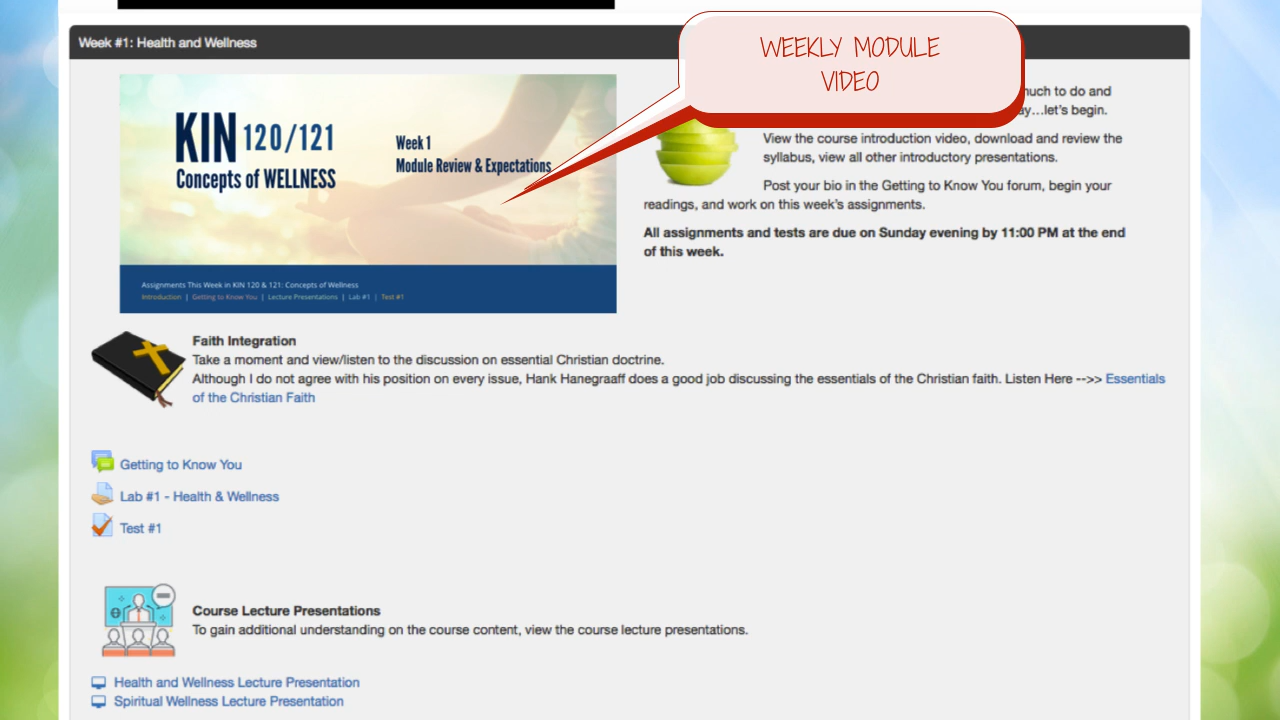 Week #1: Health and Wellness
WEEKLY MODULE
VIDEO
KIN 120/121
Concepts of WELLNESS
Week 1
Module Review & Expectations
Assignments This Week in KIN 120 & 121: Concepts of Wellness
Introduction | Getting to Know You | Lecture Presentations | Lab #1 | Test #1
to do and
…let's begin.
View the course introduction video, download and review the
syllabus, view all other introductory presentations.
Post your bio in the Getting to Know You forum, begin your
readings, and work on this week's assignments.
All assignments and tests are due on Sunday evening by 11:00 PM at the end
of this week.
Faith Integration
Take a moment and view/listen to the discussion on essential Christian doctrine.
Although I do not agree with his position on every issue, Hank Hanegraaff does a good job discussing the essentials of the Christian faith. Listen Here -->> Essentials
of the Christian Faith
Getting to Know You
Lab #1 - Health & Wellness
Test #1
Course Lecture Presentations
To gain additional understanding on the course content, view the course lecture presentations.
Health and Wellness Lecture Presentation
Spiritual Wellness Lecture Presentation